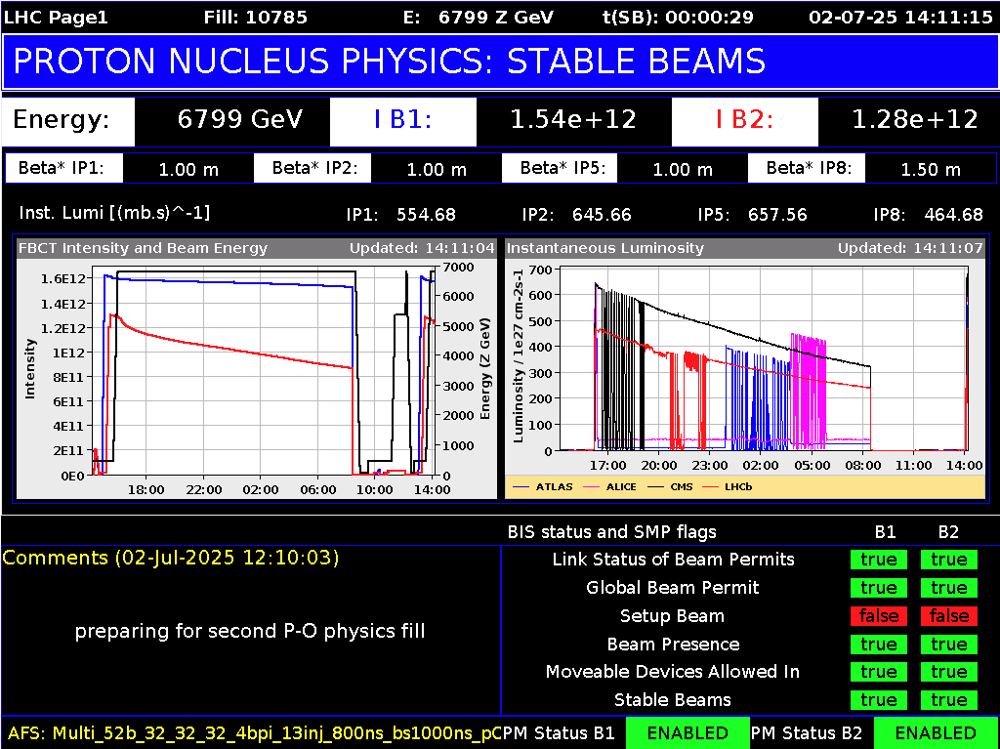 LHC Page1 Fill: 10785 E: 6799 Z GeV t(SB): 00:00:29 02-07-25 14:11:15
PROTON NUCLEUS PHYSICS: STABLE BEAMS
Energy: 6799 GeV I B1: 1.54e+12 I B2: 1.28e+12
Beta* IP1: 1.00 m Beta* IP2: 1.00 m Beta* IP5: 1.00 m Beta* IP8: 1.50 m
Inst. Lumi [(mb.s)^-1] IP1: 554.68 IP2: 645.66 IP5: 657.56 IP8: 464.68
FBCT Intensity and Beam Energy Updated: 14:11:04
Intensity
1.6E12
1.4E12
1.2E12
1E12
8E11
6E11
4E11
2E11
0E0
7000
6000
5000
4000
3000
2000
1000
0
Energy (Z GeV)
18:00 22:00 02:00 06:00 10:00 14:00
Instantaneous Luminosity Updated: 14:11:07
Luminosity / 1e27 cm-2s-1
700
600
500
400
300
200
100
0
17:00 20:00 23:00 02:00 05:00 08:00 11:00 14:00
ATLAS ALICE CMS LHCb
Comments (02-Jul-2025 12:10:03)
preparing for second P-O physics fill
BIS status and SMP flags B1 B2
Link Status of Beam Permits true true
Global Beam Permit true true
Setup Beam false false
Beam Presence true true
Moveable Devices Allowed In true true
Stable Beams true true
AFS: Multi_52b_32_32_32_4bpi_13inj_800ns_bs1000ns_pC PM Status B1 ENABLED PM Status B2 ENABLED